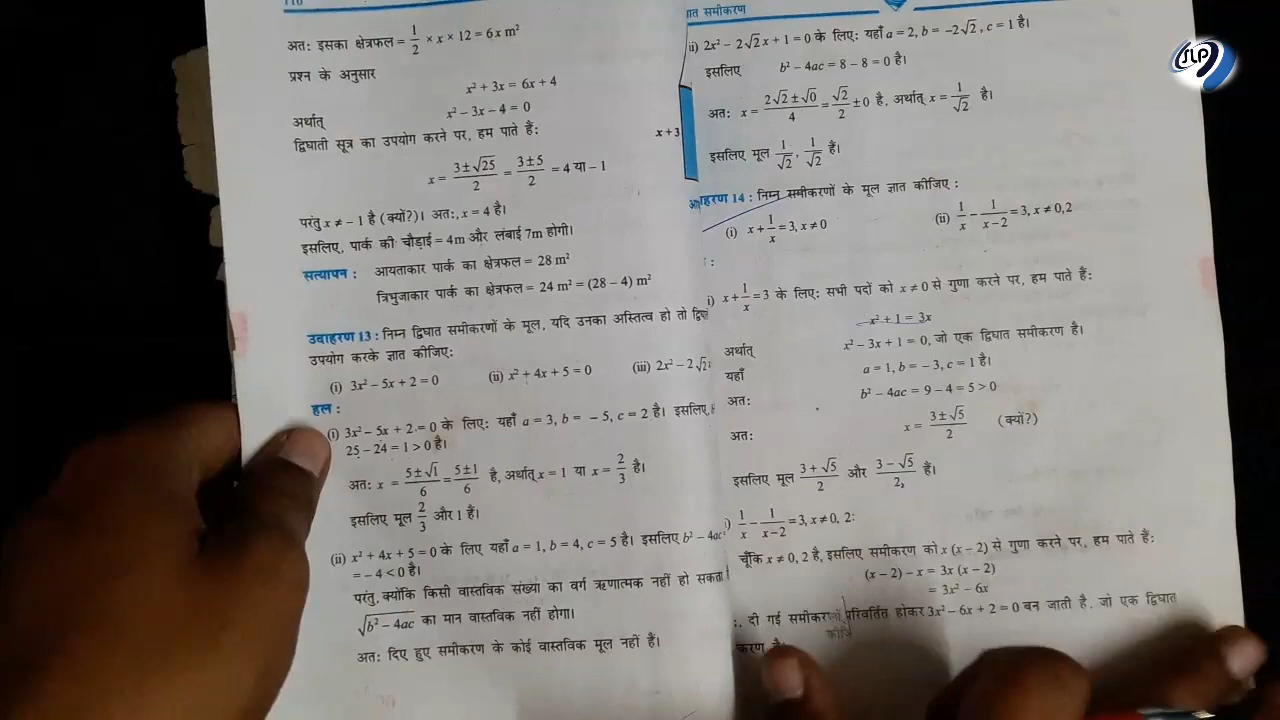 110
अत: इसका क्षेत्रफल = 1/2 × x × 12 = 6x m²
प्रश्न के अनुसार
x² + 3x = 6x + 4
अर्थात्
x² – 3x – 4 = 0
द्विघाती सूत्र का उपयोग करने पर, हम पाते हैं:
x = (3 ± √25)/2 = (3 ± 5)/2 = 4 या – 1
परंतु x ≠ – 1 है (क्यों?)। अत:, x = 4 है।
इसलिए, पार्क की चौड़ाई = 4m और लंबाई 7m होगी।
सत्यापन : आयताकार पार्क का क्षेत्रफल = 28 m²
त्रिभुजाकार पार्क का क्षेत्रफल = 24 m² = (28 – 4) m²
उदाहरण 13 : निम्न द्विघात समीकरणों के मूल, यदि उनका अस्तित्व हो तो
उपयोग करके ज्ञात कीजिए:
(i) 3x² – 5x + 2 = 0 (ii) x² + 4x + 5 = 0 (iii) 2x² – 2√2
हल :
(i) 3x² – 5x + 2 = 0 के लिए: यहाँ a = 3, b = – 5, c = 2 है। इसलिए,
25 – 24 = 1 > 0 है।
अत: x = (5 ± √1)/6 = (5 ± 1)/6 है, अर्थात् x = 1 या x = 2/3 है।
इसलिए मूल 2/3 और 1 हैं।
(ii) x² + 4x + 5 = 0 के लिए यहाँ a = 1, b = 4, c = 5 है। इसलिए b² – 4ac
= – 4 < 0 है।
परंतु, क्योंकि किसी वास्तविक संख्या का वर्ग ऋणात्मक नहीं हो सकता
√(b² – 4ac) का मान वास्तविक नहीं होगा।
अत: दिए हुए समीकरण के कोई वास्तविक मूल नहीं हैं।
x + 3
समीकरण
ii) 2x² – 2√2 x + 1 = 0 के लिए: यहाँ a = 2, b = –2√2, c = 1 है।
इसलिए b² – 4ac = 8 – 8 = 0 है।
अत: x = (2√2 ± √0)/4 = √2/2 ± 0 है, अर्थात् x = 1/√2 है।
इसलिए मूल 1/√2, 1/√2 हैं।
हरण 14 : निम्न समीकरणों के मूल ज्ञात कीजिए :
(i) x + 1/x = 3, x ≠ 0 (ii) 1/x – 1/(x – 2) = 3, x ≠ 0, 2
:
i) x + 1/x = 3 के लिए: सभी पदों को x ≠ 0 से गुणा करने पर, हम पाते हैं:
x² + 1 = 3x
अर्थात् x² – 3x + 1 = 0, जो एक द्विघात समीकरण है।
यहाँ a = 1, b = – 3, c = 1 है।
अत: b² – 4ac = 9 – 4 = 5 > 0
अत: x = (3 ± √5)/2 (क्यों?)
इसलिए मूल (3 + √5)/2 और (3 – √5)/2 हैं।
) 1/x – 1/(x – 2) = 3, x ≠ 0, 2:
चूँकि x ≠ 0, 2 है, इसलिए समीकरण को x (x – 2) से गुणा करने पर, हम पाते हैं:
(x – 2) – x = 3x (x – 2)
= 3x² – 6x
∴ दी गई समीकरण परिवर्तित होकर 3x² – 6x + 2 = 0 बन जाती है, जो एक द्विघात
SLP